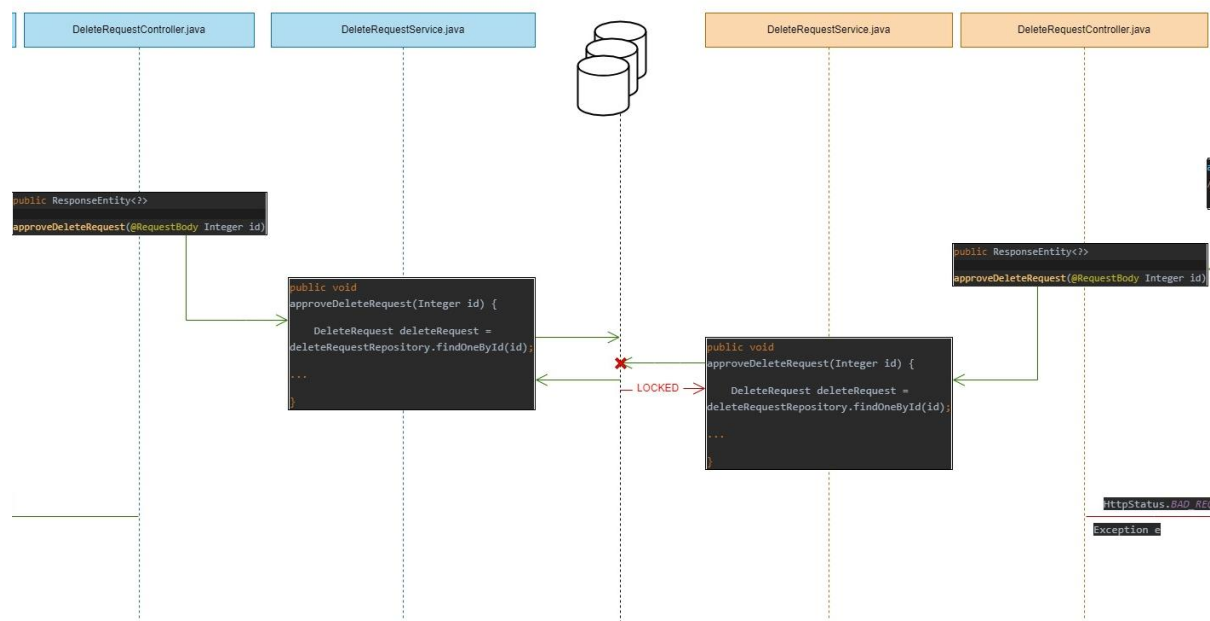 DeleteRequestController.java
DeleteRequestService.java
DeleteRequestService.java
DeleteRequestController.java
public ResponseEntity<?>
approveDeleteRequest(@RequestBody Integer id)
public ResponseEntity<?>
approveDeleteRequest(@RequestBody Integer id)
public void
approveDeleteRequest(Integer id) {
DeleteRequest deleteRequest =
deleteRequestRepository.findOneById(id);
...
}
public void
approveDeleteRequest(Integer id) {
DeleteRequest deleteRequest =
deleteRequestRepository.findOneById(id);
...
}
LOCKED
HttpStatus.BAD_REQ
Exception e